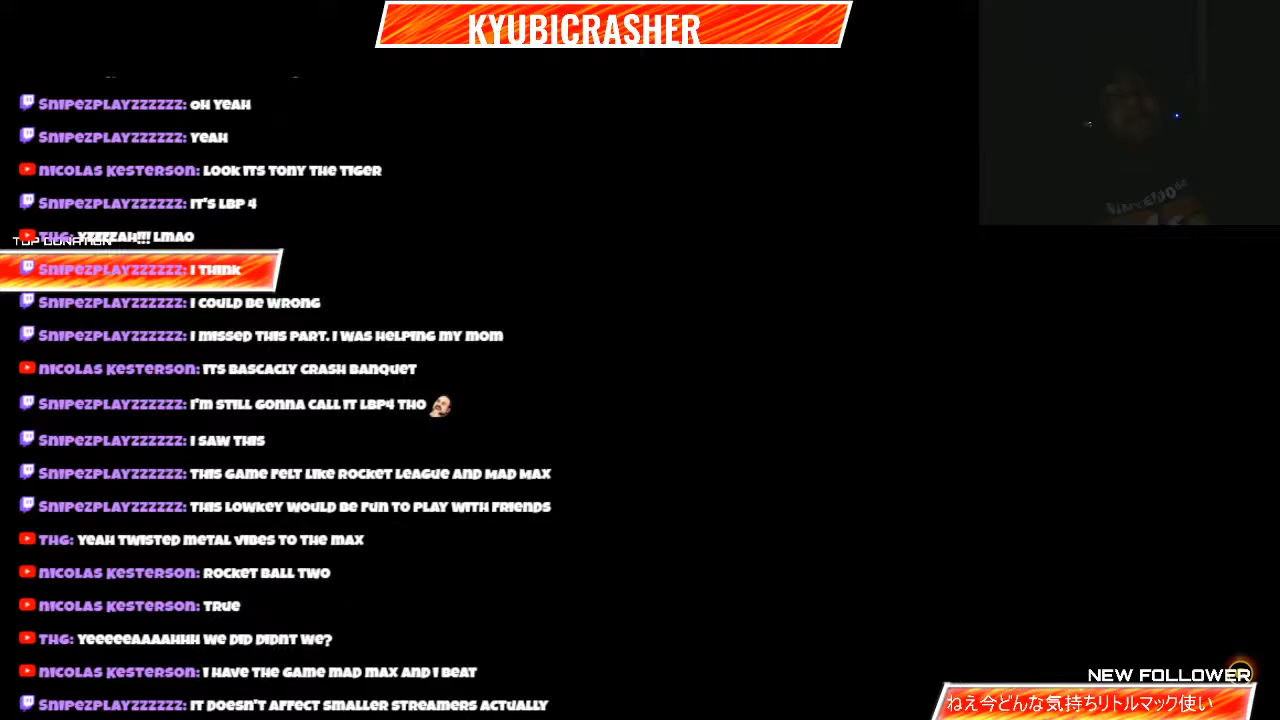 KYUBICRASHER
SNIPEZPLAYZZZZZZ: OH YEAH
SNIPEZPLAYZZZZZZ: YEAH
NICOLAS KESTERSON: LOOK ITS TONY THE TIGER
SNIPEZPLAYZZZZZZ: IT'S LBP 4
THG: YZZZZAH!!! LMAO
TOP DONATION
SNIPEZPLAYZZZZZZ: I THINK
SNIPEZPLAYZZZZZZ: I COULD BE WRONG
SNIPEZPLAYZZZZZZ: I MISSED THIS PART. I WAS HELPING MY MOM
NICOLAS KESTERSON: ITS BASCACLY CRASH BANQUET
SNIPEZPLAYZZZZZZ: I'M STILL GONNA CALL IT LBP4 THO
SNIPEZPLAYZZZZZZ: I SAW THIS
SNIPEZPLAYZZZZZZ: THIS GAME FELT LIKE ROCKET LEAGUE AND MAD MAX
SNIPEZPLAYZZZZZZ: THIS LOWKEY WOULD BE FUN TO PLAY WITH FRIENDS
THG: YEAH TWISTED METAL VIBES TO THE MAX
NICOLAS KESTERSON: ROCKET BALL TWO
NICOLAS KESTERSON: TRUE
THG: YEEEEEAAAAHHH WE DID DIDNT WE?
NICOLAS KESTERSON: I HAVE THE GAME MAD MAX AND I BEAT
SNIPEZPLAYZZZZZZ: IT DOESN'T AFFECT SMALLER STREAMERS ACTUALLY
NINTENDO
NEW FOLLOWER
ねえ今どんな気持ちリトルマック使い